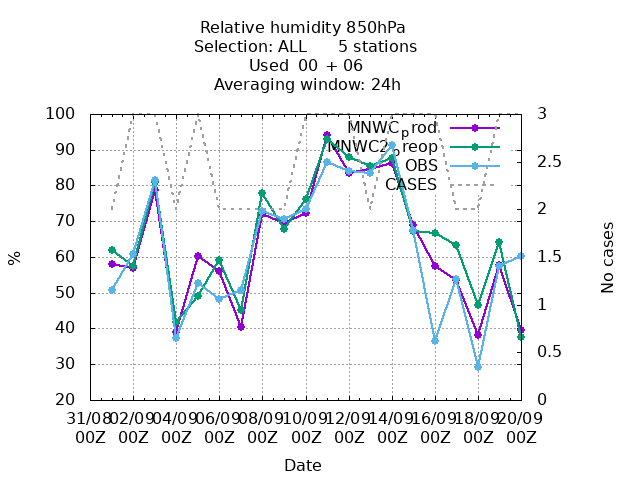 Relative humidity 850hPa
Selection: ALL 5 stations
Used 00 + 06
Averaging window: 24h
100 90 80 70 60 50 40 30 20
%
3 2.5 2 1.5 1 0.5 0
No cases
MNWCprod
MNWC2preop
OBS
CASES
31/08 02/09 04/09 06/09 08/09 10/09 12/09 14/09 16/09 18/09 20/09
00Z 00Z 00Z 00Z 00Z 00Z 00Z 00Z 00Z 00Z 00Z
Date